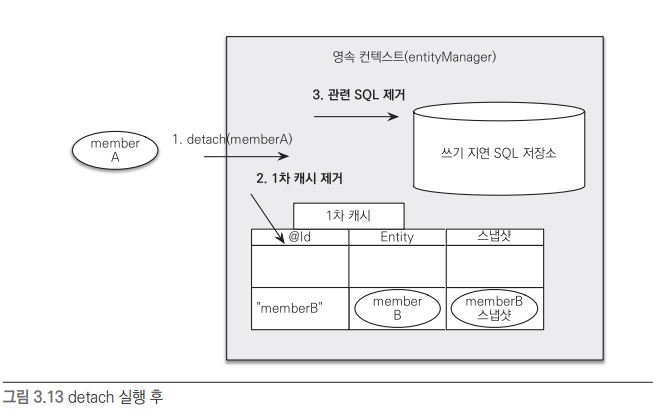 영속 컨텍스트(entityManager)
3. 관련 SQL 제거
member
A
1. detach(memberA)
쓰기 지연 SQL 저장소
2. 1차 캐시 제거
1차 캐시
@Id Entity 스냅샷
"memberB"
member
B
memberB
스냅샷
그림 3.13 detach 실행 후